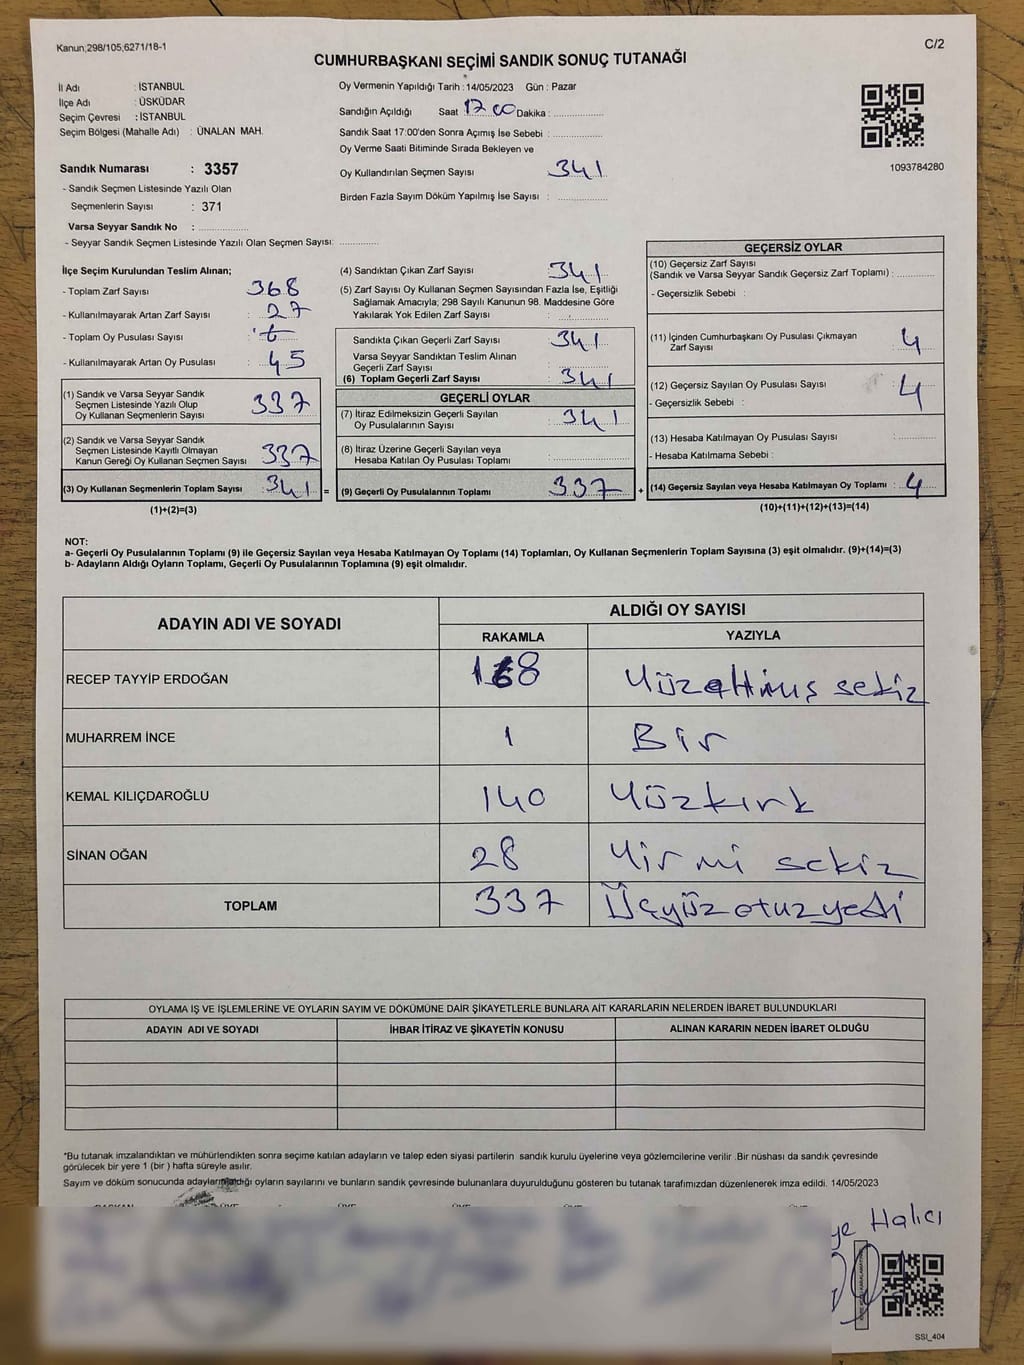 Kanun;298/105;6271/18-1
C/2
CUMHURBAŞKANI SEÇİMİ SANDIK SONUÇ TUTANAĞI
İl Adı : İSTANBUL
İlçe Adı : ÜSKÜDAR
Seçim Çevresi : İSTANBUL
Seçim Bölgesi (Mahalle Adı) : ÜNALAN MAH.
Sandık Numarası : 3357
- Sandık Seçmen Listesinde Yazılı Olan
Seçmenlerin Sayısı : 371
Varsa Seyyar Sandık No :
- Seyyar Sandık Seçmen Listesinde Yazılı Olan Seçmen Sayısı:
Oy Vermenin Yapıldığı Tarih :14/05/2023 Gün : Pazar
Sandığın Açıldığı Saat 17 00 Dakika :
Sandık Saat 17:00'den Sonra Açımış İse Sebebi :
Oy Verme Saati Bitiminde Sırada Bekleyen ve
Oy Kullandırılan Seçmen Sayısı 341
Birden Fazla Sayım Döküm Yapılmış İse Sayısı :
1093784280
İlçe Seçim Kurulundan Teslim Alınan;
- Toplam Zarf Sayısı : 368
- Kullanılmayarak Artan Zarf Sayısı : 27
- Toplam Oy Pusulası Sayısı :
- Kullanılmayarak Artan Oy Pusulası : 45
(1) Sandık ve Varsa Seyyar Sandık
Seçmen Listesinde Yazılı Olup
Oy Kullanan Seçmenlerin Sayısı 337
(2) Sandık ve Varsa Seyyar Sandık
Seçmen Listesinde Kayıtlı Olmayan
Kanun Gereği Oy Kullanan Seçmen Sayısı 337
(3) Oy Kullanan Seçmenlerin Toplam Sayısı : 341 =
(1)+(2)=(3)
(4) Sandıktan Çıkan Zarf Sayısı : 341
(5) Zarf Sayısı Oy Kullanan Seçmen Sayısından Fazla İse, Eşitliği
Sağlamak Amacıyla; 298 Sayılı Kanunun 98. Maddesine Göre
Yakılarak Yok Edilen Zarf Sayısı :
Sandıkta Çıkan Geçerli Zarf Sayısı : 341
Varsa Seyyar Sandıktan Teslim Alınan
Geçerli Zarf Sayısı
(6) Toplam Geçerli Zarf Sayısı : 341
GEÇERLİ OYLAR
(7) İtiraz Edilmeksizin Geçerli Sayılan
Oy Pusulalarının Sayısı : 341
(8) İtiraz Üzerine Geçerli Sayılan veya
Hesaba Katılan Oy Pusulası Toplamı :
(9) Geçerli Oy Pusulalarının Toplamı 337 +
GEÇERSİZ OYLAR
(10) Geçersiz Zarf Sayısı
(Sandık ve Varsa Seyyar Sandık Geçersiz Zarf Toplamı) :
- Geçersizlik Sebebi :
(11) İçinden Cumhurbaşkanı Oy Pusulası Çıkmayan
Zarf Sayısı : 4
(12) Geçersiz Sayılan Oy Pusulası Sayısı : 4
- Geçersizlik Sebebi :
(13) Hesaba Katılmayan Oy Pusulası Sayısı :
- Hesaba Katılmama Sebebi :
(14) Geçersiz Sayılan veya Hesaba Katılmayan Oy Toplamı : 4
(10)+(11)+(12)+(13)=(14)
NOT:
a- Geçerli Oy Pusulalarının Toplamı (9) ile Geçersiz Sayılan veya Hesaba Katılmayan Oy Toplamı (14) Toplamları, Oy Kullanan Seçmenlerin Toplam Sayısına (3) eşit olmalıdır. (9)+(14)=(3)
b- Adayların Aldığı Oyların Toplamı, Geçerli Oy Pusulalarının Toplamına (9) eşit olmalıdır.
ADAYIN ADI VE SOYADI ALDIĞI OY SAYISI
RAKAMLA YAZIYLA
RECEP TAYYİP ERDOĞAN 168 Yüzaltmış sekiz
MUHARREM İNCE 1 Bir
KEMAL KILIÇDAROĞLU 140 Yüzkırk
SİNAN OĞAN 28 Yirmi sekiz
TOPLAM 337 Üçyüz otuz yedi
OYLAMA İŞ VE İŞLEMLERİNE VE OYLARIN SAYIM VE DÖKÜMÜNE DAİR ŞİKAYETLERLE BUNLARA AİT KARARLARIN NELERDEN İBARET BULUNDUKLARI
ADAYIN ADI VE SOYADI İHBAR İTİRAZ VE ŞİKAYETİN KONUSU ALINAN KARARIN NEDEN İBARET OLDUĞU
*Bu tutanak imzalandıktan ve mühürlendikten sonra seçime katılan adayların ve talep eden siyasi partilerin sandık kurulu üyelerine veya gözlemcilerine verilir .Bir nüshası da sandık çevresinde
görülecek bir yere 1 (bir ) hafta süreyle asılır.
Sayım ve döküm sonucunda adayların aldığı oyların sayılarını ve bunların sandık çevresinde bulunanlara duyurulduğunu gösteren bu tutanak tarafımızdan düzenlenerek imza edildi. 14/05/2023
Halıcı
SSI_404